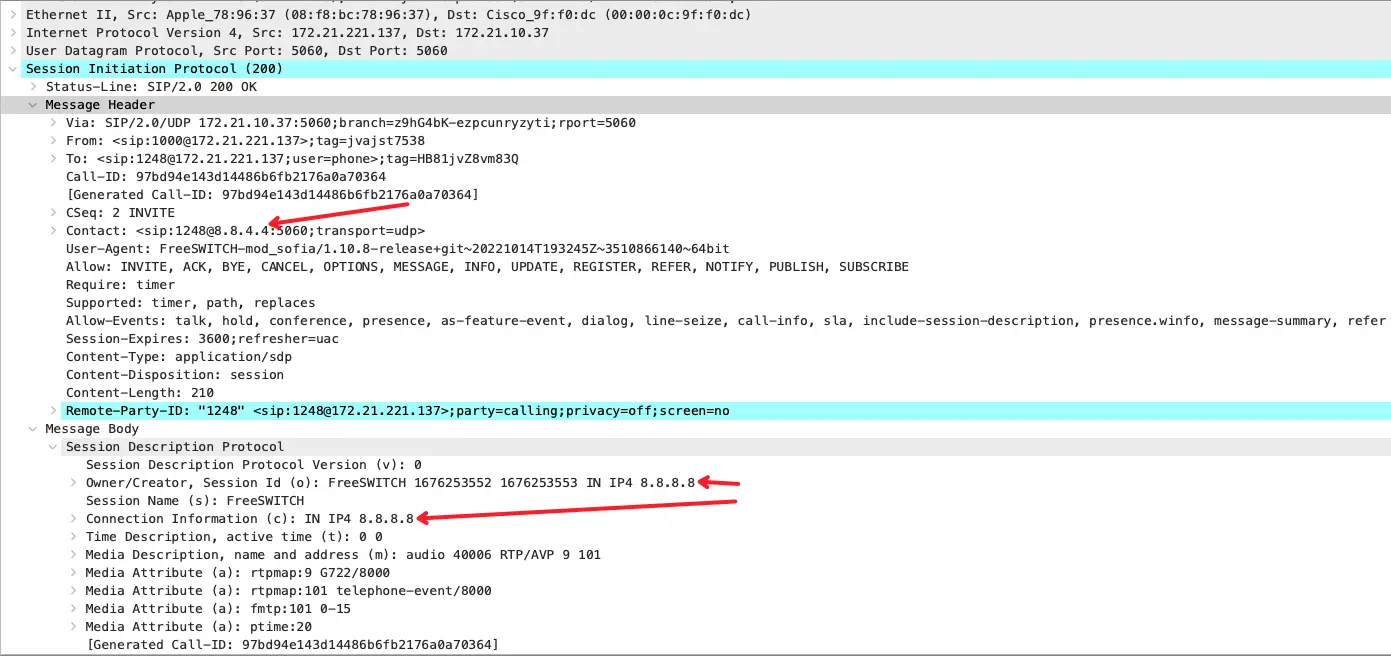 Ethernet II, Src: Apple_78:96:37 (08:f8:bc:78:96:37), Dst: Cisco_9f:f0:dc (00:00:0c:9f:f0:dc)
Internet Protocol Version 4, Src: 172.21.221.137, Dst: 172.21.10.37
User Datagram Protocol, Src Port: 5060, Dst Port: 5060
Session Initiation Protocol (200)
Status-Line: SIP/2.0 200 OK
Message Header
Via: SIP/2.0/UDP 172.21.10.37:5060;branch=z9hG4bK-ezpcunryzyti;rport=5060
From: <sip:1000@172.21.221.137>;tag=jvajst7538
To: <sip:1248@172.21.221.137;user=phone>;tag=HB81jvZ8vm83Q
Call-ID: 97bd94e143d14486b6fb2176a0a70364
[Generated Call-ID: 97bd94e143d14486b6fb2176a0a70364]
CSeq: 2 INVITE
Contact: <sip:1248@8.8.4.4:5060;transport=udp>
User-Agent: FreeSWITCH-mod_sofia/1.10.8-release+git~20221014T193245Z~3510866140~64bit
Allow: INVITE, ACK, BYE, CANCEL, OPTIONS, MESSAGE, INFO, UPDATE, REGISTER, REFER, NOTIFY, PUBLISH, SUBSCRIBE
Require: timer
Supported: timer, path, replaces
Allow-Events: talk, hold, conference, presence, as-feature-event, dialog, line-seize, call-info, sla, include-session-description, presence.winfo, message-summary, refer
Session-Expires: 3600;refresher=uac
Content-Type: application/sdp
Content-Disposition: session
Content-Length: 210
Remote-Party-ID: "1248" <sip:1248@172.21.221.137>;party=calling;privacy=off;screen=no
Message Body
Session Description Protocol
Session Description Protocol Version (v): 0
Owner/Creator, Session Id (o): FreeSWITCH 1676253552 1676253553 IN IP4 8.8.8.8
Session Name (s): FreeSWITCH
Connection Information (c): IN IP4 8.8.8.8
Time Description, active time (t): 0 0
Media Description, name and address (m): audio 40006 RTP/AVP 9 101
Media Attribute (a): rtpmap:9 G722/8000
Media Attribute (a): rtpmap:101 telephone-event/8000
Media Attribute (a): fmtp:101 0-15
Media Attribute (a): ptime:20
[Generated Call-ID: 97bd94e143d14486b6fb2176a0a70364]